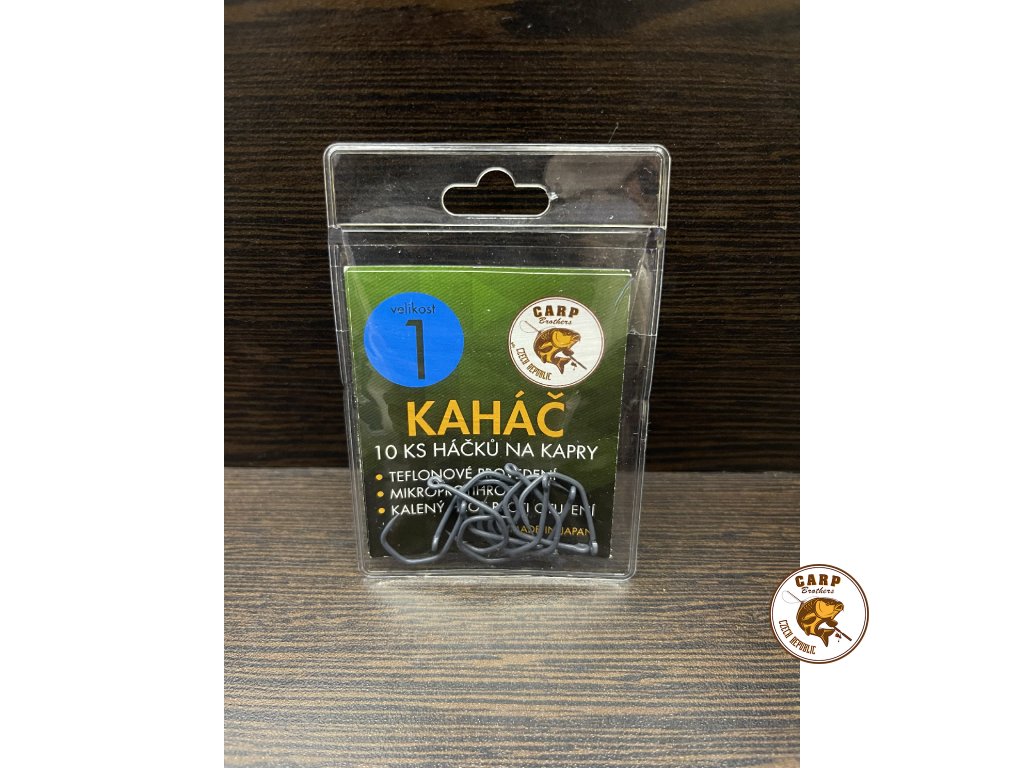 velikost
1
CARP
Brothers
CZECH REPUBLIC
KAHÁČ
10 KS HÁČKŮ NA KAPRY
• TEFLONOVÉ
• 
• KALENÝ
MADE IN JAPAN
CARP
Brothers
CZECH REPUBLIC